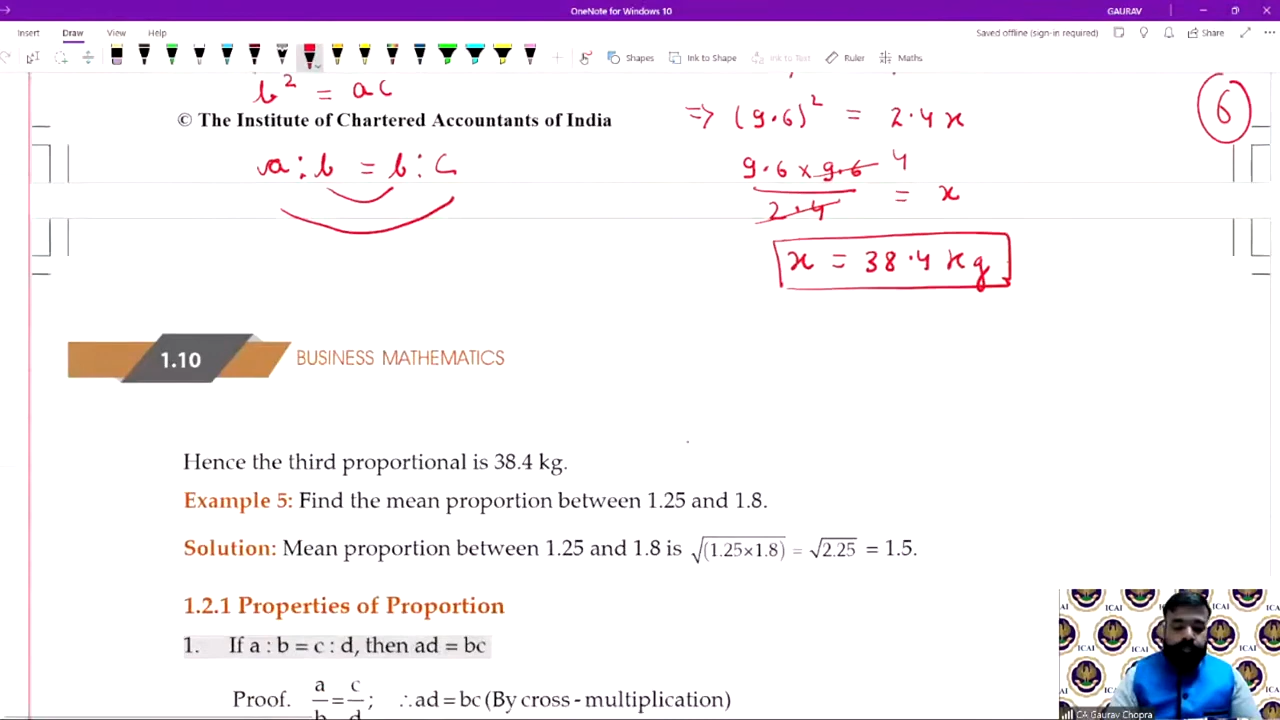 OneNote for Windows 10
GAURAV
Insert Draw View Help
Saved offline (sign-in required)
Share
Shapes
Ink to Shape
Ink to Text
Ruler
Maths
b² = ac
© The Institute of Chartered Accountants of India
a : b = b : c
=> (9.6)² = 2.4x
9.6 × 9.6 4
2.4 = x
x = 38.4 kg
6
1.10 BUSINESS MATHEMATICS
Hence the third proportional is 38.4 kg.
Example 5: Find the mean proportion between 1.25 and 1.8.
Solution: Mean proportion between 1.25 and 1.8 is √(1.25×1.8) = √2.25 = 1.5.
1.2.1 Properties of Proportion
1. If a : b = c : d, then ad = bc
Proof. a/b = c/d ; ∴ ad = bc (By cross - multiplication)
ICAI
ICAI
CA Gaurav Chopra